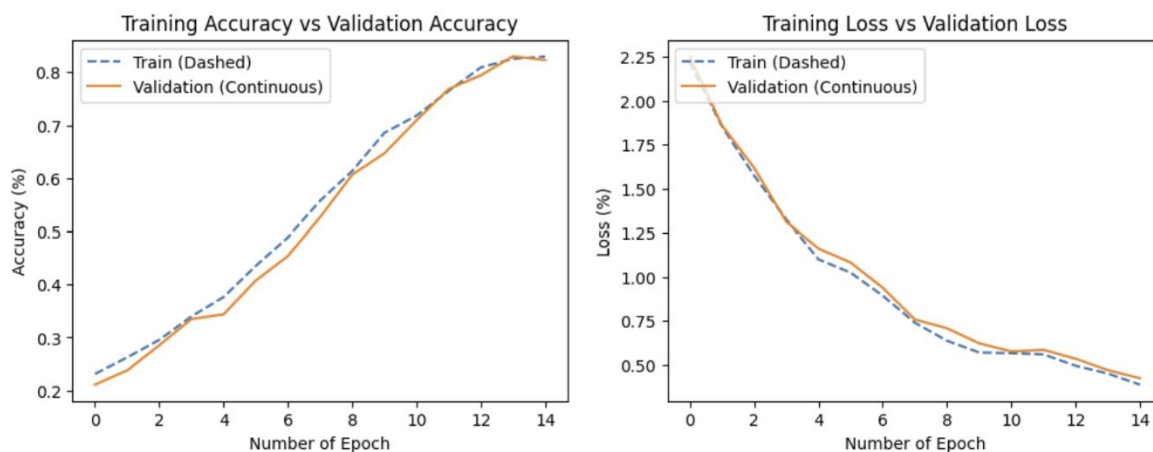 Training Accuracy vs Validation Accuracy
Train (Dashed)
Validation (Continuous)
Accuracy (%)
0.8
0.7
0.6
0.5
0.4
0.3
0.2
0 2 4 6 8 10 12 14
Number of Epoch
Training Loss vs Validation Loss
Train (Dashed)
Validation (Continuous)
Loss (%)
2.25
2.00
1.75
1.50
1.25
1.00
0.75
0.50
0 2 4 6 8 10 12 14
Number of Epoch